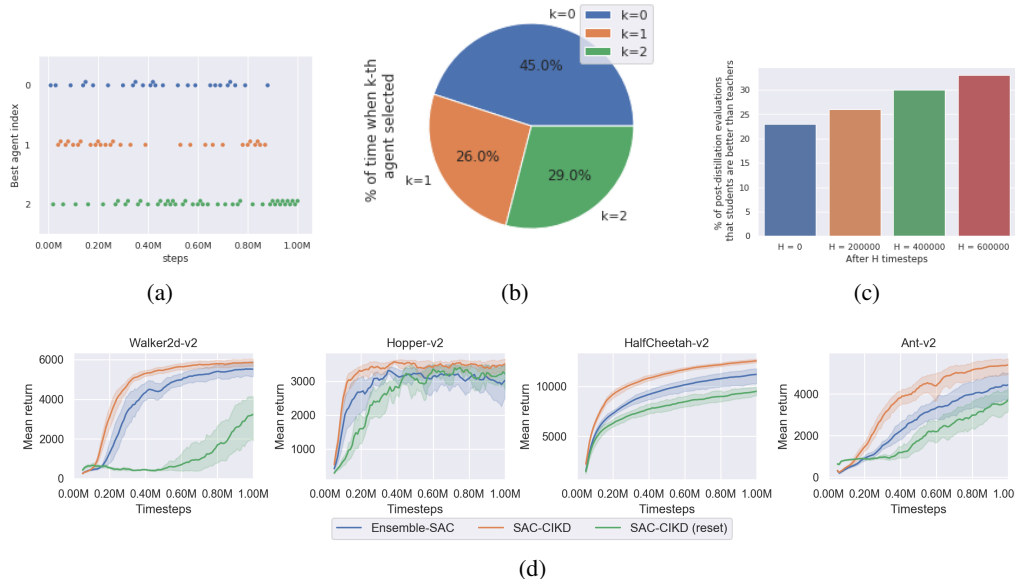 0
1
2
Best agent index
0.00M 0.20M 0.40M 0.60M 0.80M 1.00M
steps
(a)
% of time when k-th
agent selected
k=0
45.0%
k=1
26.0%
k=2
29.0%
k=0
k=1
k=2
(b)
% of post-distillation evaluations
that students are better than teachers
30
25
20
15
10
5
0
H = 0 H = 200000 H = 400000 H = 600000
After H timesteps
(c)
Walker2d-v2
Mean return
6000
4000
2000
0
0.00M 0.20M 0.40M 0.60M 0.80M 1.00M
Timesteps
Hopper-v2
Mean return
3000
2000
1000
0.00M 0.20M 0.40M 0.60M 0.80M 1.00M
Timesteps
HalfCheetah-v2
Mean return
10000
5000
0.00M 0.20M 0.40M 0.60M 0.80M 1.00M
Timesteps
Ant-v2
Mean return
4000
2000
0
0.00M 0.20M 0.40M 0.60M 0.80M 1.00M
Timesteps
Ensemble-SAC SAC-CIKD SAC-CIKD (reset)
(d)